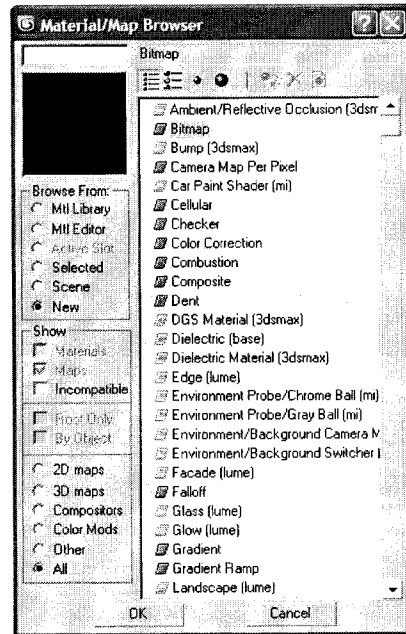 Material/Map Browser
Bitmap
Browse From:
Mtl Library
Mtl Editor
Active Slot
Selected
Scene
New
Show
Materials
Maps
Incompatible
Root Only
By Object
2D maps
3D maps
Compositors
Color Mods
Other
All
Ambient/Reflective Occlusion (3dsm
Bitmap
Bump (3dsmax)
Camera Map Per Pixel
Car Paint Shader (mi)
Cellular
Checker
Color Correction
Combustion
Composite
Dent
DGS Material (3dsmax)
Dielectric (base)
Dielectric Material (3dsmax)
Edge (lume)
Environment Probe/Chrome Ball (mi)
Environment Probe/Gray Ball (mi)
Environment/Background Camera M
Environment/Background Switcher (
Facade (lume)
Falloff
Glass (lume)
Glow (lume)
Gradient
Gradient Ramp
Landscape (lume)
OK
Cancel